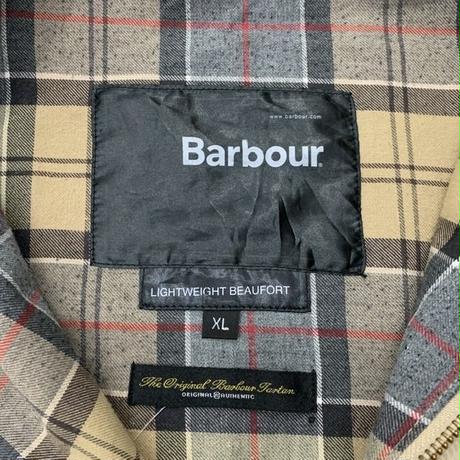 www.barbour.com
Barbour
LIGHTWEIGHT BEAUFORT
XL
The Original Barbour Tartan
ORIGINAL & AUTHENTIC